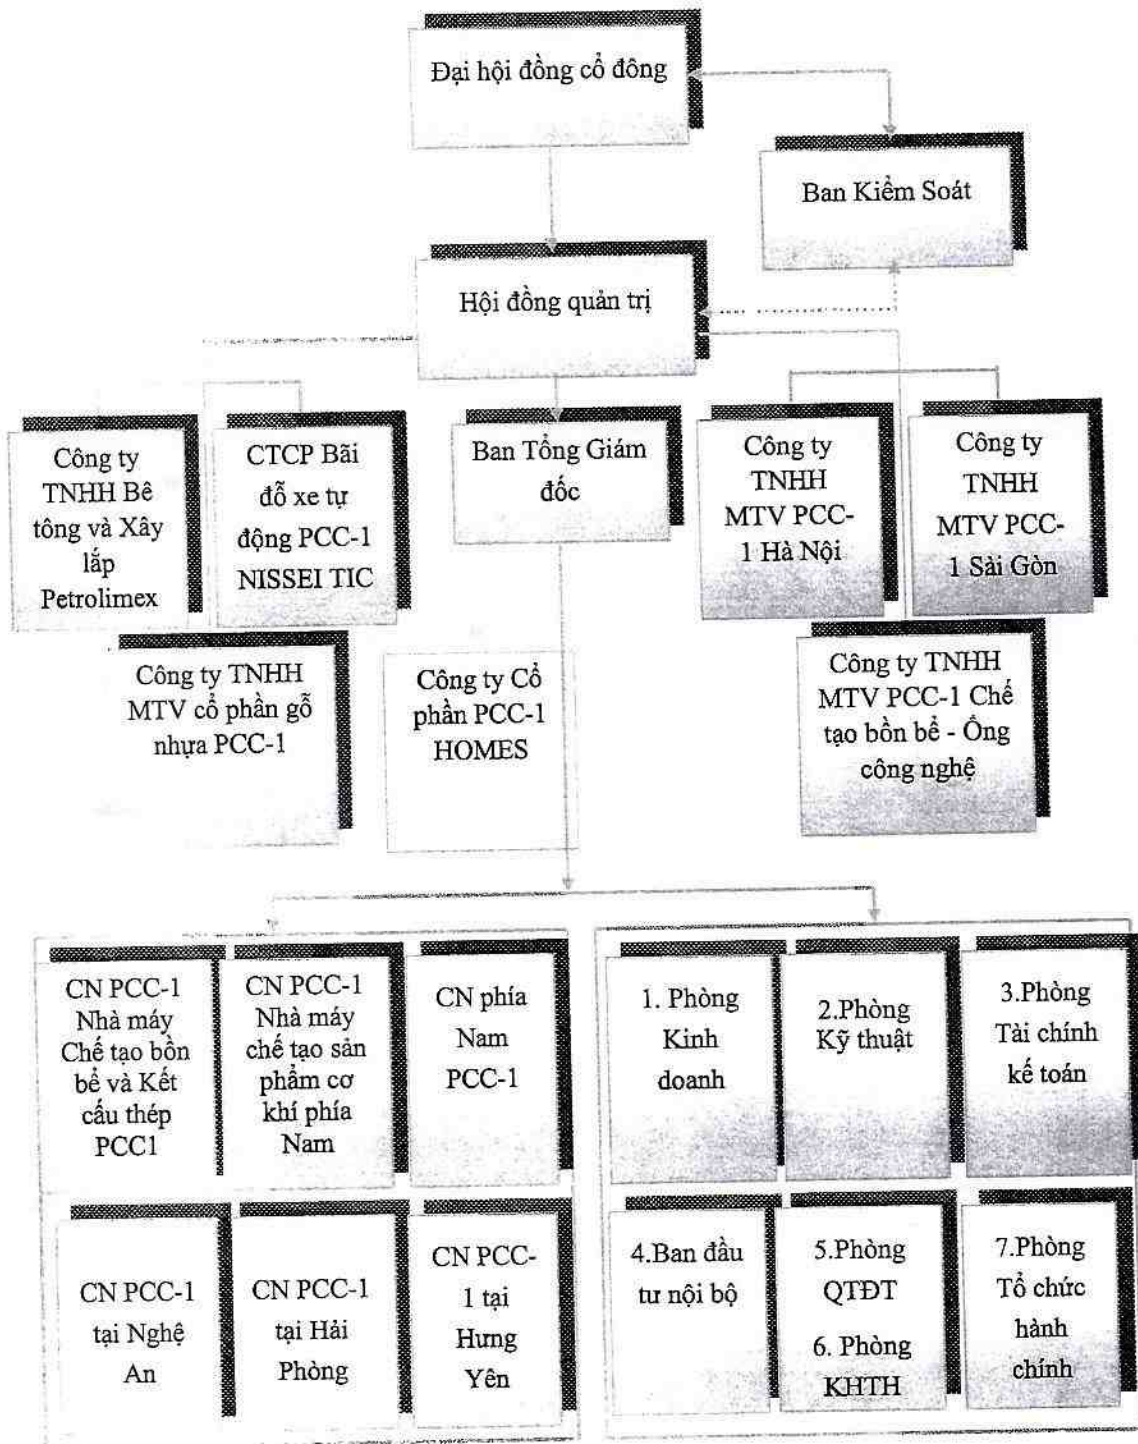 Đại hội đồng cổ đông
Ban Kiểm Soát
Hội đồng quản trị
Công ty
TNHH Bê
tông và Xây
lắp
Petrolimex
CTCP Bãi
đỗ xe tự
động PCC-1
NISSEI TIC
Ban Tổng Giám
đốc
Công ty
TNHH
MTV PCC-
1 Hà Nội
Công ty
TNHH
MTV PCC-
1 Sài Gòn
Công ty TNHH
MTV cổ phần gỗ
nhựa PCC-1
Công ty Cổ
phần PCC-1
HOMES
Công ty TNHH
MTV PCC-1 Chế
tạo bồn bể - Ống
công nghệ
CN PCC-1
Nhà máy
Chế tạo bồn
bể và Kết
cấu thép
PCC1
CN PCC-1
Nhà máy
chế tạo sản
phẩm cơ
khí phía
Nam
CN phía
Nam
PCC-1
1. Phòng
Kinh
doanh
2.Phòng
Kỹ thuật
3.Phòng
Tài chính
kế toán
CN PCC-1
tại Nghệ
An
CN PCC-1
tại Hải
Phòng
CN PCC-
1 tại
Hưng
Yên
4.Ban đầu
tư nội bộ
5.Phòng
QTĐT
6. Phòng
KHTH
7.Phòng
Tổ chức
hành
chính